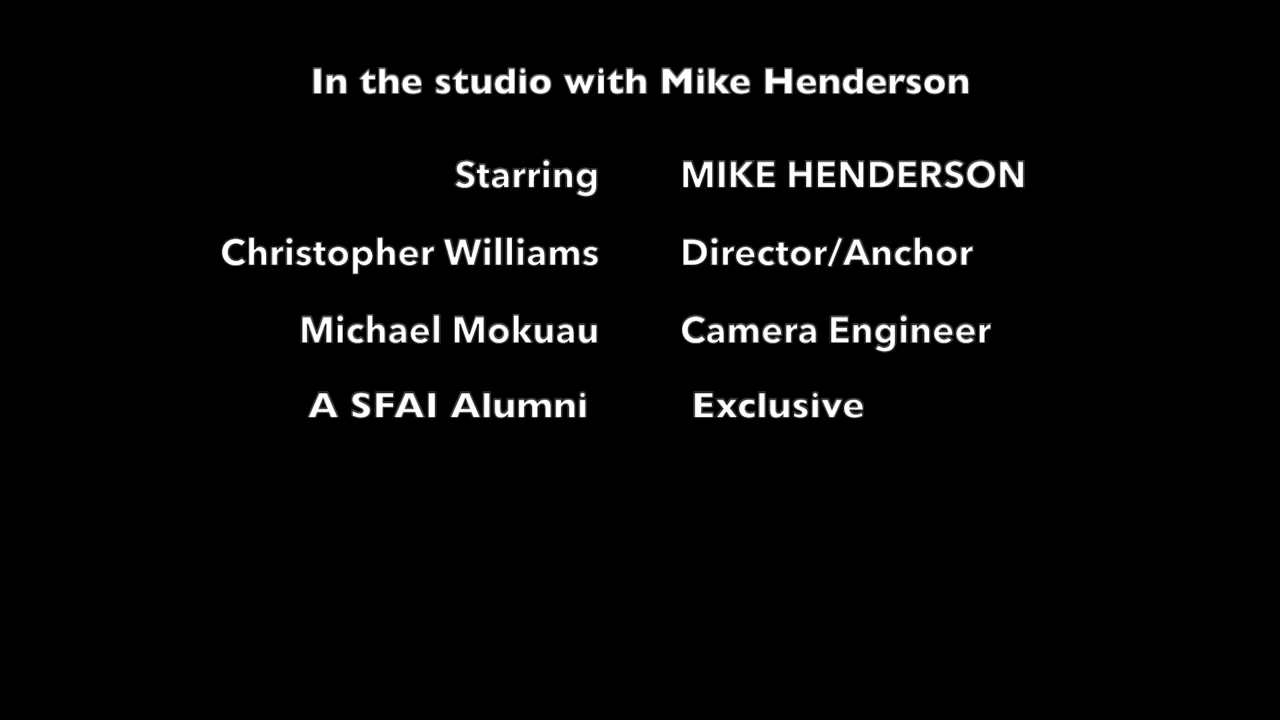 In the studio with Mike Henderson
Starring MIKE HENDERSON
Christopher Williams Director/Anchor
Michael Mokuau Camera Engineer
A SFAI Alumni Exclusive